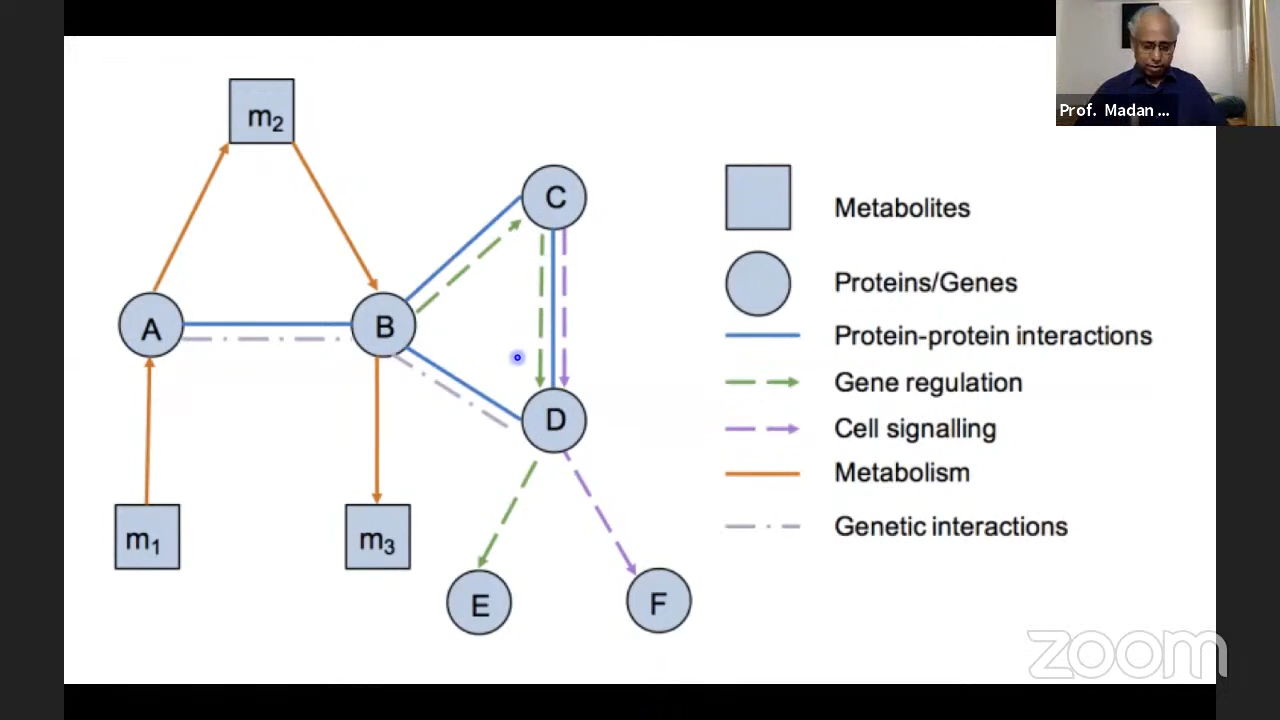 Prof. Madan ...
m2
C
A
B
D
m1
m3
E
F
Metabolites
Proteins/Genes
Protein-protein interactions
Gene regulation
Cell signalling
Metabolism
Genetic interactions
zoom